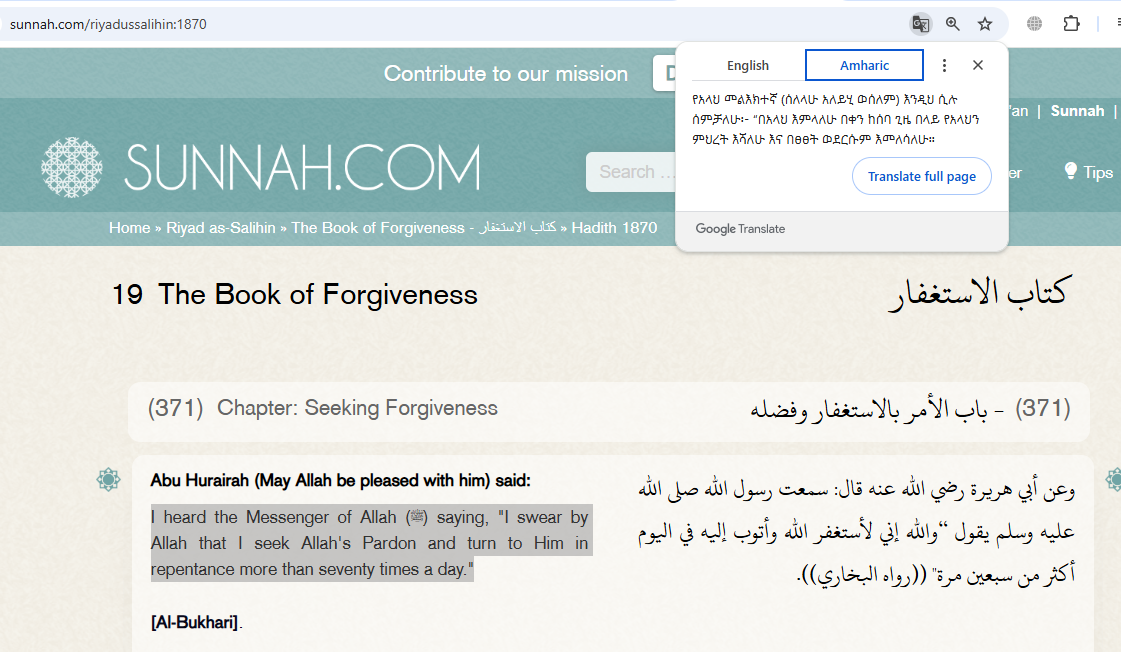 sunnah.com/riyadussalihin:1870
English
Amharic
የአላህ መልእክተኛ (ሰለላሁ አለይሂ ወሰለም) እንዲህ ሲሉ
ሰምቻለሁ፡- “በአላህ እምላለሁ በቀን ከሰባ ጊዜ በላይ የአላህን
ምህረት እሻለሁ እና በፀፀት ወደርሱም እመለሳለሁ።
Translate full page
Google Translate
Contribute to our mission
Sunnah |
SUNNAH.COM
Search ...
Tips
Home » Riyad as-Salihin » The Book of Forgiveness - كتاب الاستغفار » Hadith 1870
19 The Book of Forgiveness
كتاب الاستغفار
(371) Chapter: Seeking Forgiveness
(371) - باب الأمر بالاستغفار وفضله
Abu Hurairah (May Allah be pleased with him) said:
I heard the Messenger of Allah (ﷺ) saying, "I swear by
Allah that I seek Allah's Pardon and turn to Him in
repentance more than seventy times a day."
[Al-Bukhari].
وعن أبي هريرة رضي الله عنه قال: سمعت رسول الله صلى الله
عليه وسلم يقول “والله إني لأستغفر الله وأتوب إليه في اليوم
أكثر من سبعين مرة" ((رواه البخاري)).